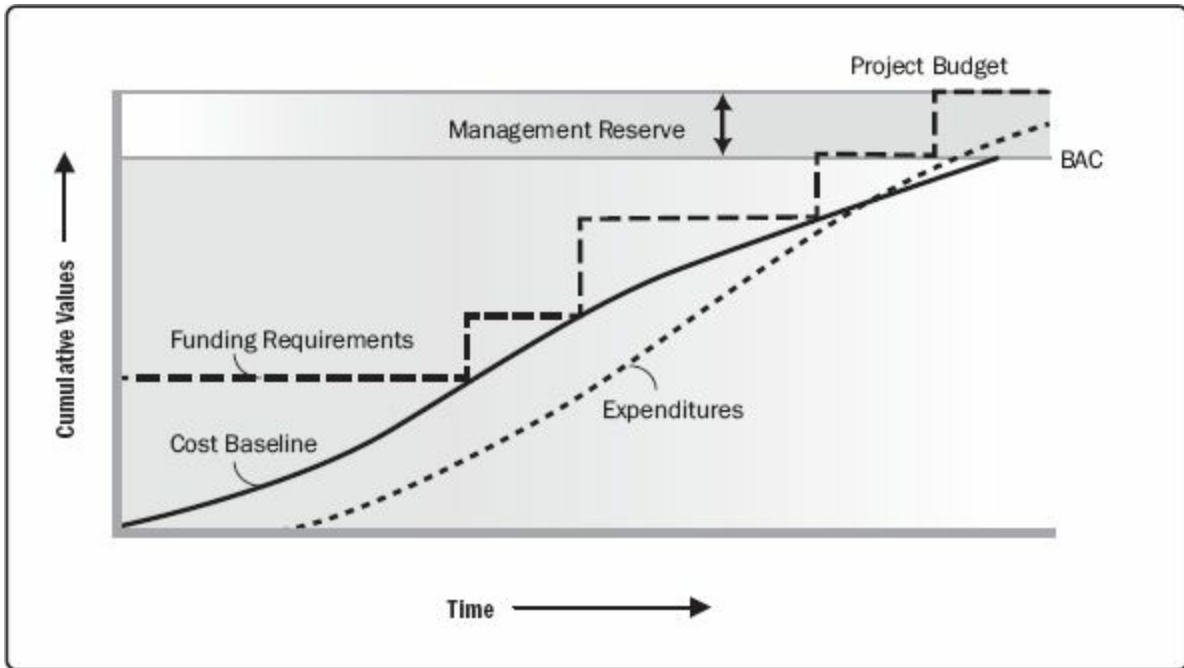 Project Budget
Management Reserve
BAC
Funding Requirements
Expenditures
Cost Baseline
Cumulative Values
Time